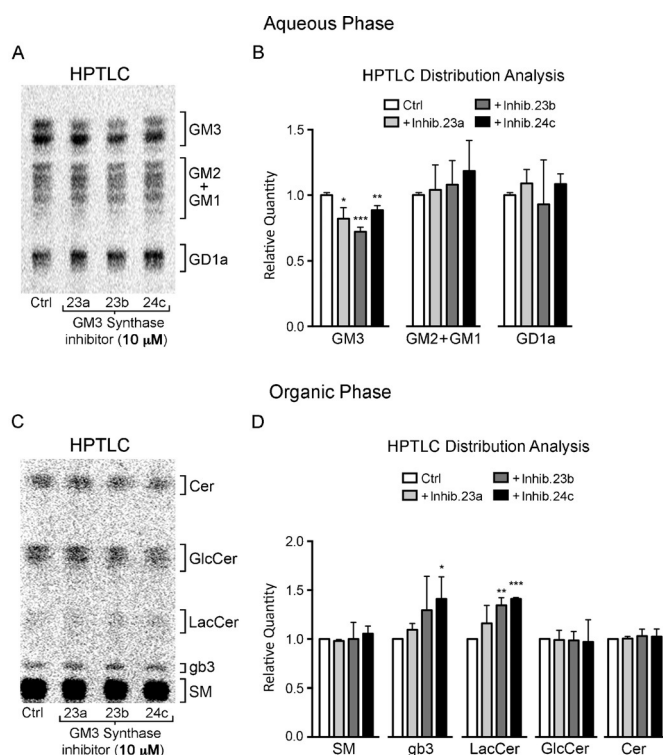 Aqueous Phase
A
HPTLC
GM3
GM2
+
GM1
GD1a
Ctrl 23a 23b 24c
GM3 Synthase
inhibitor (10 µM)
B
HPTLC Distribution Analysis
Ctrl +Inhib.23b
+Inhib.23a +Inhib.24c
Relative Quantity
1.5
1.0
0.5
0.0
* *** **
GM3 GM2+GM1 GD1a
Organic Phase
C
HPTLC
Cer
GlcCer
LacCer
gb3
SM
Ctrl 23a 23b 24c
GM3 Synthase
inhibitor (10 µM)
D
HPTLC Distribution Analysis
Ctrl +Inhib.23b
+Inhib.23a +Inhib.24c
Relative Quantity
2.0
1.5
1.0
0.5
0.0
* ** ***
SM gb3 LacCer GlcCer Cer